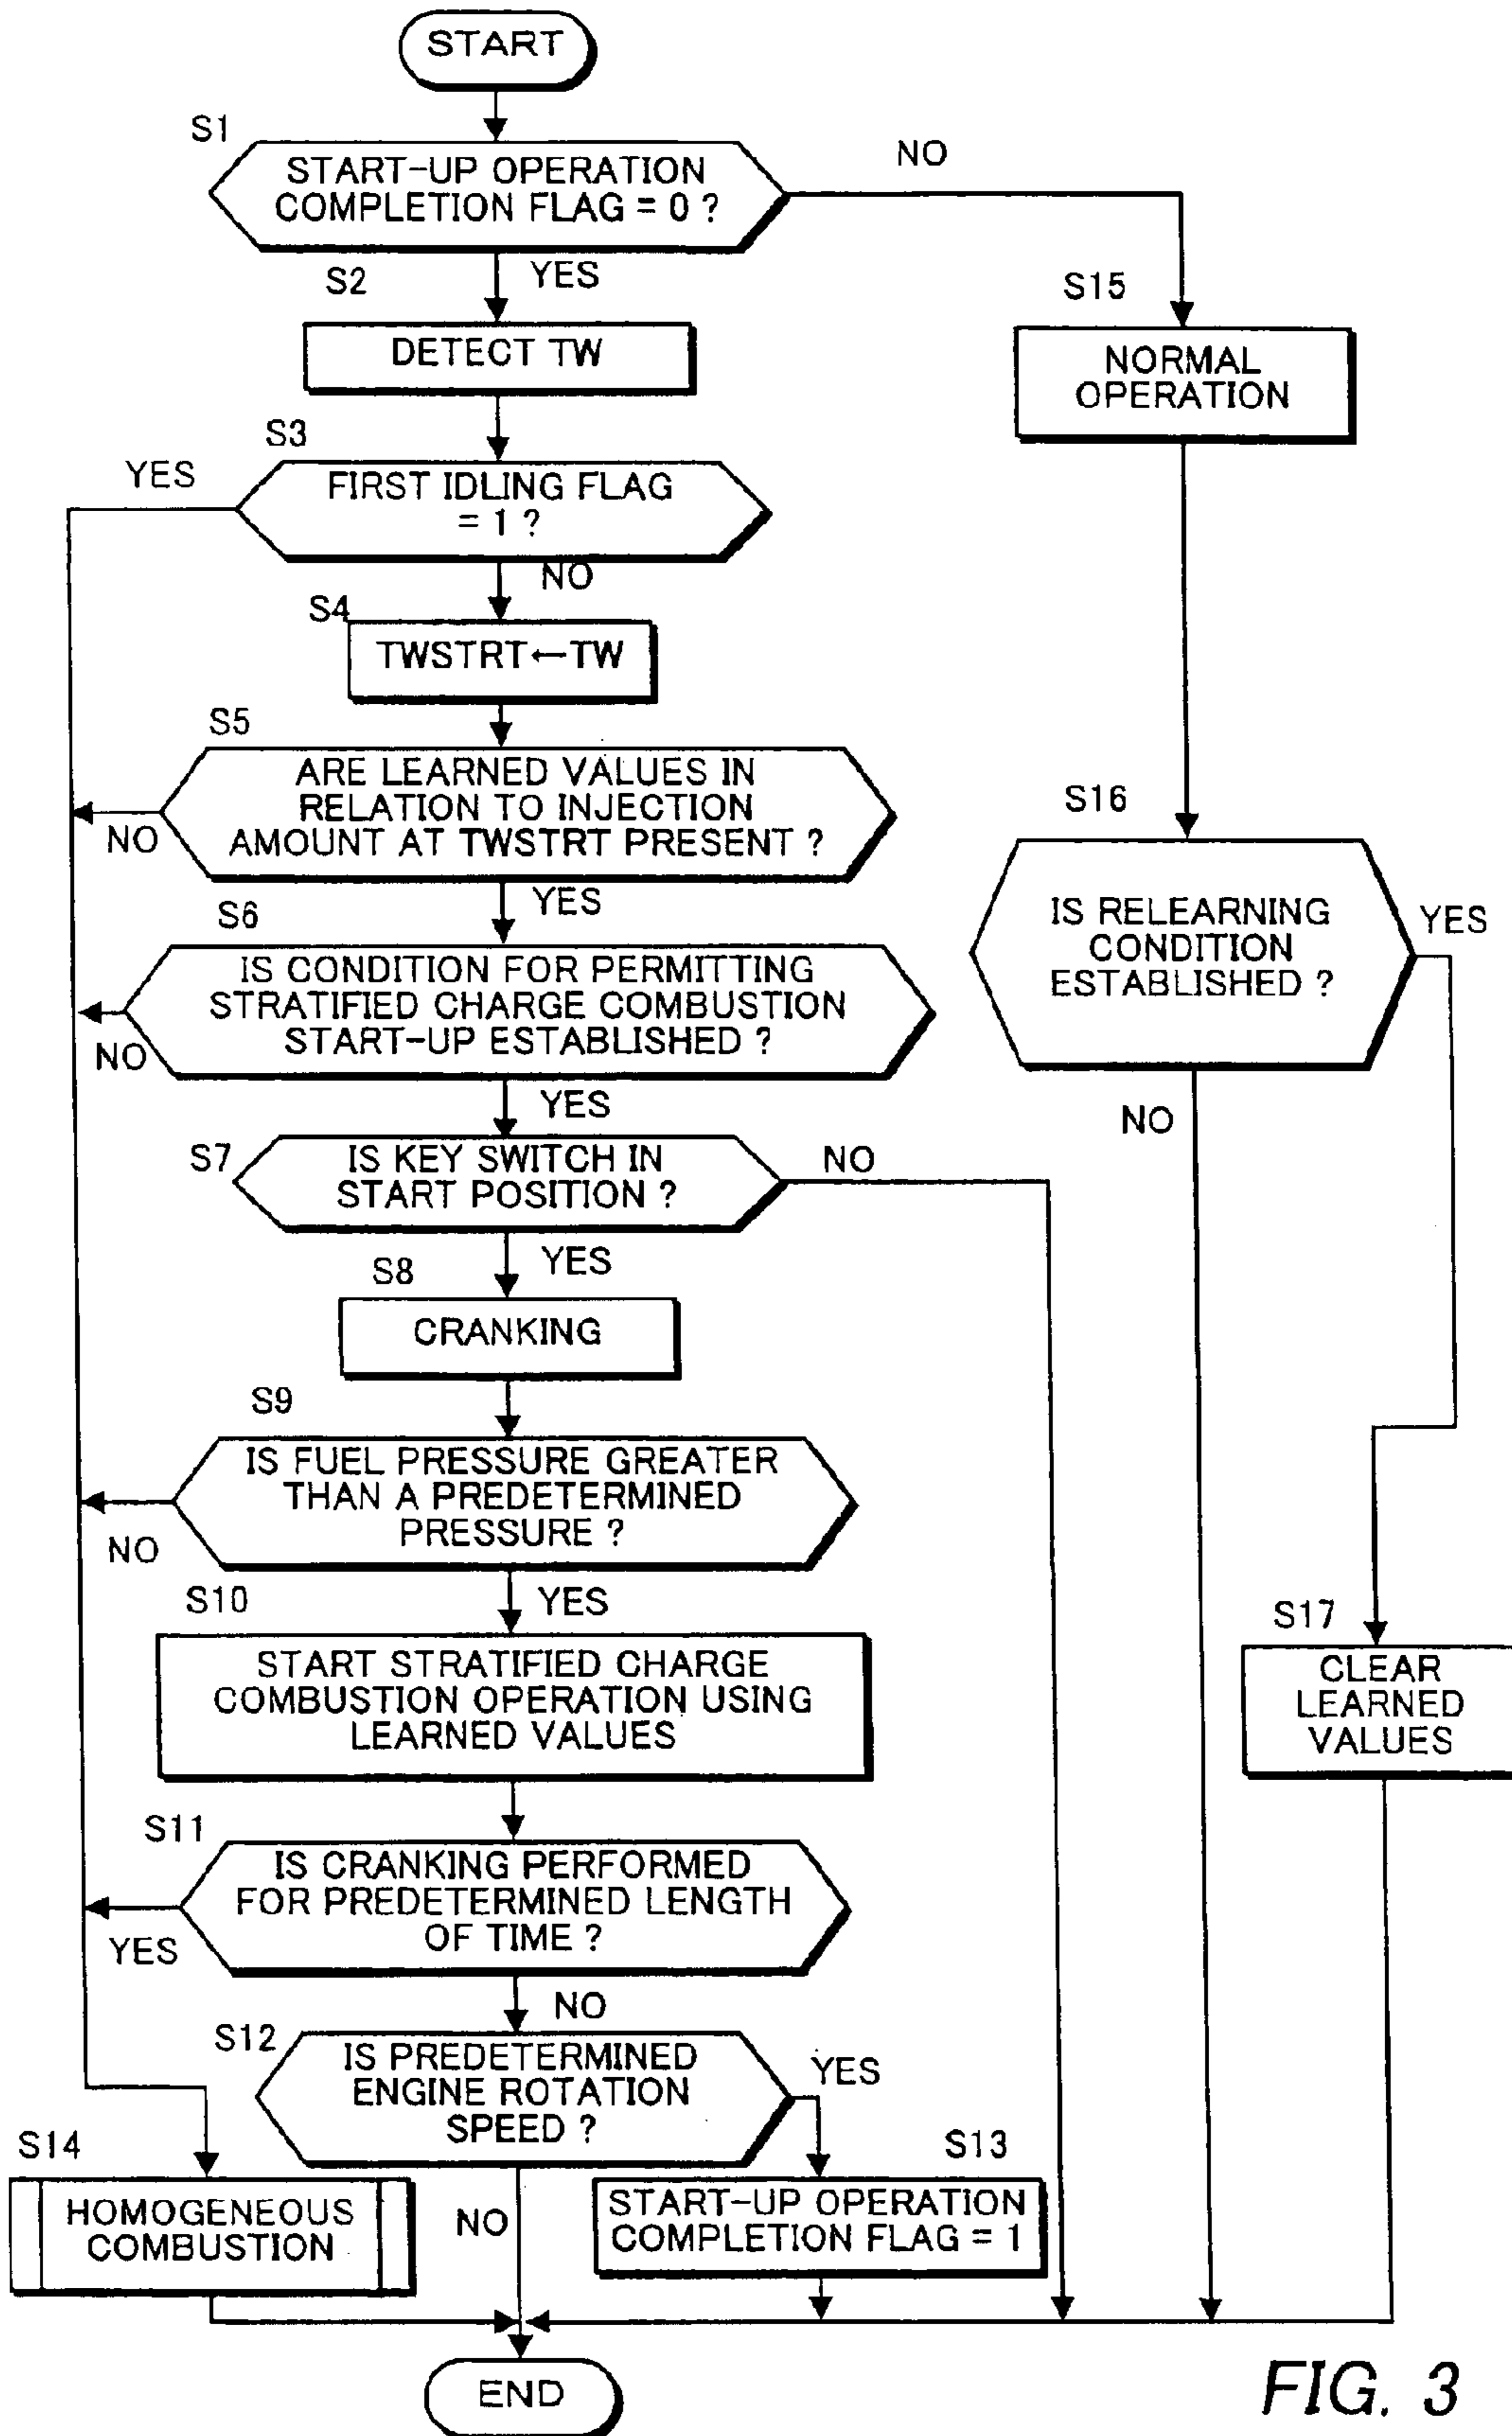 START
S1
START-UP OPERATION
COMPLETION FLAG = 0 ?
NO
YES
S2
DETECT TW
S15
NORMAL
OPERATION
S3
YES
FIRST IDLING FLAG
= 1 ?
NO
S4
TWSTRT←TW
S5
ARE LEARNED VALUES IN
RELATION TO INJECTION
AMOUNT AT TWSTRT PRESENT ?
NO
YES
S16
IS RELEARNING
CONDITION
ESTABLISHED ?
YES
NO
S6
IS CONDITION FOR PERMITTING
STRATIFIED CHARGE COMBUSTION
START-UP ESTABLISHED ?
NO
YES
S7
IS KEY SWITCH IN
START POSITION ?
NO
YES
S8
CRANKING
S9
IS FUEL PRESSURE GREATER
THAN A PREDETERMINED
PRESSURE ?
NO
YES
S10
START STRATIFIED CHARGE
COMBUSTION OPERATION USING
LEARNED VALUES
S17
CLEAR
LEARNED
VALUES
S11
IS CRANKING PERFORMED
FOR PREDETERMINED LENGTH
OF TIME ?
YES
NO
S12
IS PREDETERMINED
ENGINE ROTATION
SPEED ?
YES
NO
S14
HOMOGENEOUS
COMBUSTION
S13
START-UP OPERATION
COMPLETION FLAG = 1
END
FIG. 3